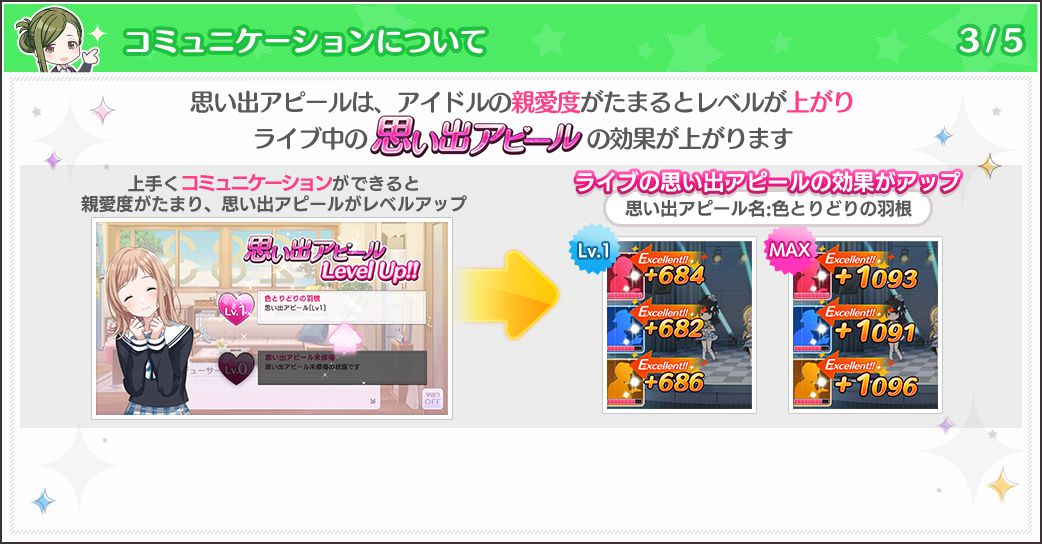 コミュニケーションについて
3/5
思い出アピールは、アイドルの親愛度がたまるとレベルが上がり
ライブ中の 思い出アピール の効果が上がります
上手くコミュニケーションができると
親愛度がたまり、思い出アピールがレベルアップ
思い出アピール
Level Up!!
Lv.1
色とりどりの羽根
思い出アピール[Lv1]
Lv.0
思い出アピール未修得
思い出アピール未修得の状態です
OFF
ライブの思い出アピールの効果がアップ
思い出アピール名:色とりどりの羽根
Lv.1
Excellent!!
+684
Excellent!!
+682
Excellent!!
+686
MAX
Excellent!!
+1093
Excellent!!
+1091
Excellent!!
+1096